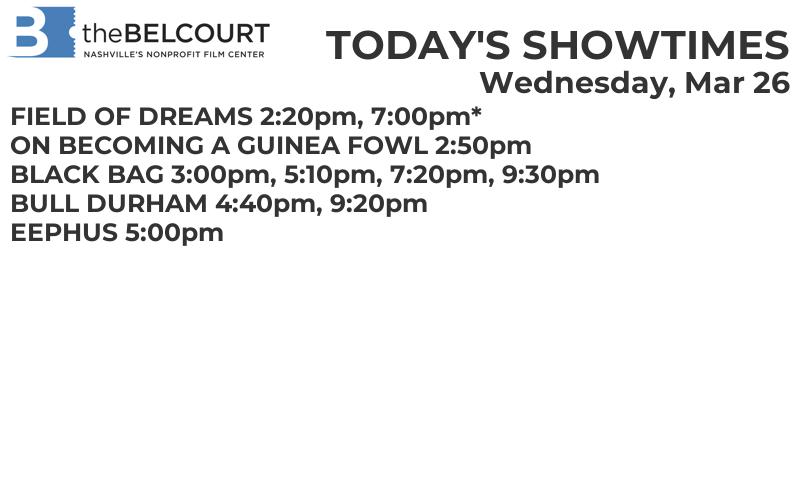 B theBELCOURT
NASHVILLE'S NONPROFIT FILM CENTER
TODAY'S SHOWTIMES
Wednesday, Mar 26
FIELD OF DREAMS 2:20pm, 7:00pm*
ON BECOMING A GUINEA FOWL 2:50pm
BLACK BAG 3:00pm, 5:10pm, 7:20pm, 9:30pm
BULL DURHAM 4:40pm, 9:20pm
EEPHUS 5:00pm